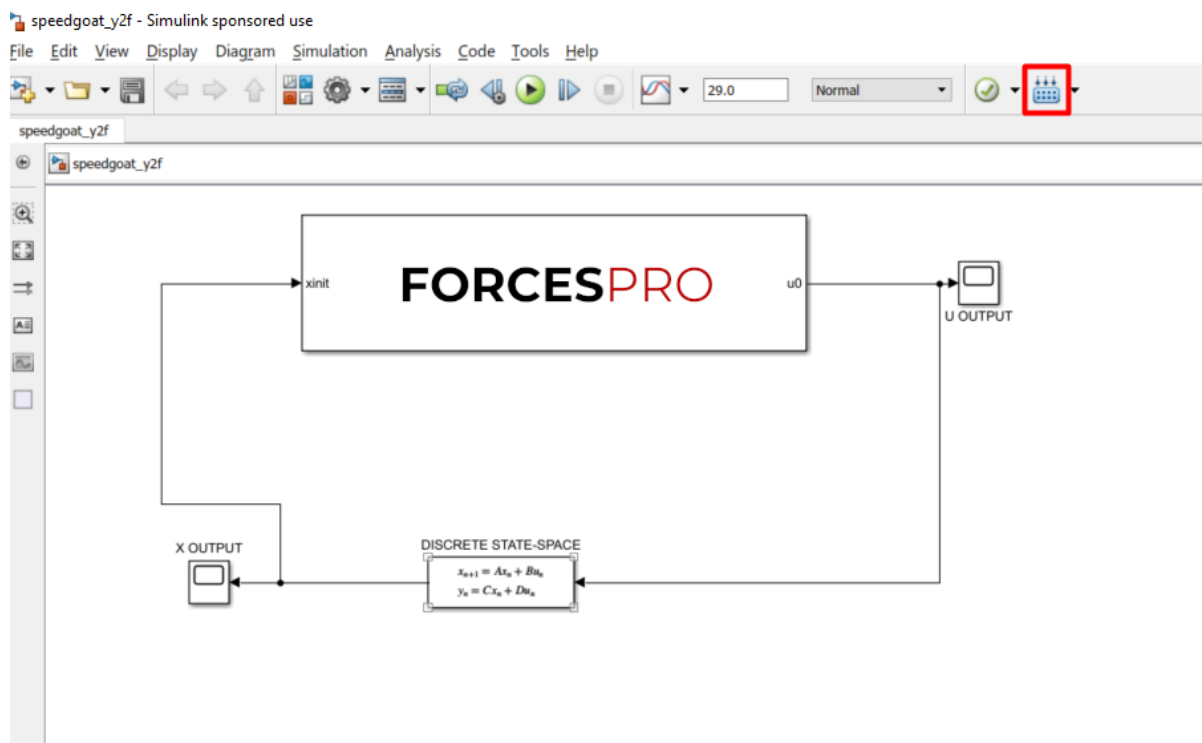 speedgoat_y2f - Simulink sponsored use
File Edit View Display Diagram Simulation Analysis Code Tools Help
29.0 Normal
speedgoat_y2f
speedgoat_y2f
xinit FORCESPRO u0
U OUTPUT
X OUTPUT
DISCRETE STATE-SPACE
xₙ₊₁ = Axₙ + Buₙ
yₙ = Cxₙ + Duₙ